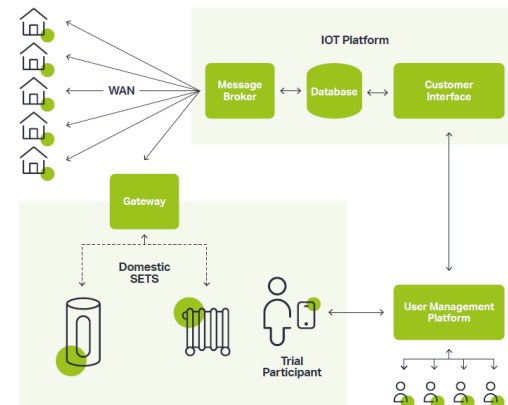 IOT Platform
WAN
Message
Broker
Database
Customer
Interface
Gateway
Domestic
SETS
Trial
Participant
User Management
Platform